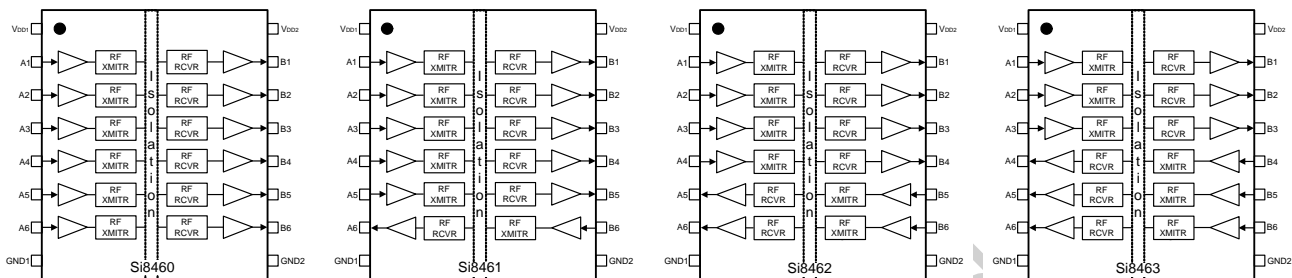 VDD1
A1
RF
XMITR
RF
RCVR
B1
A2
RF
XMITR
RF
RCVR
B2
A3
RF
XMITR
RF
RCVR
B3
A4
RF
XMITR
RF
RCVR
B4
A5
RF
XMITR
RF
RCVR
B5
A6
RF
XMITR
RF
RCVR
B6
Isolation
VDD2
GND1
GND2
Si8460
VDD1
A1
RF
XMITR
RF
RCVR
B1
A2
RF
XMITR
RF
RCVR
B2
A3
RF
XMITR
RF
RCVR
B3
A4
RF
XMITR
RF
RCVR
B4
A5
RF
XMITR
RF
RCVR
B5
A6
RF
RCVR
RF
XMITR
B6
Isolation
VDD2
GND1
GND2
Si8461
VDD1
A1
RF
XMITR
RF
XMITR
B1
A2
RF
XMITR
RF
RCVR
B2
A3
RF
XMITR
RF
RCVR
B3
A4
RF
XMITR
RF
RCVR
B4
A5
RF
RCVR
RF
XMITR
B5
A6
RF
RCVR
RF
XMITR
B6
Isolation
VDD2
GND1
GND2
Si8462
VDD1
A1
RF
XMITR
RF
RCVR
B1
A2
RF
XMITR
RF
RCVR
B2
A3
RF
XMITR
RF
RCVR
B3
A4
RF
RCVR
RF
XMITR
B4
A5
RF
RCVR
RF
XMITR
B5
A6
RF
RCVR
RF
XMITR
B6
Isolation
VDD2
GND1
GND2
Si8463